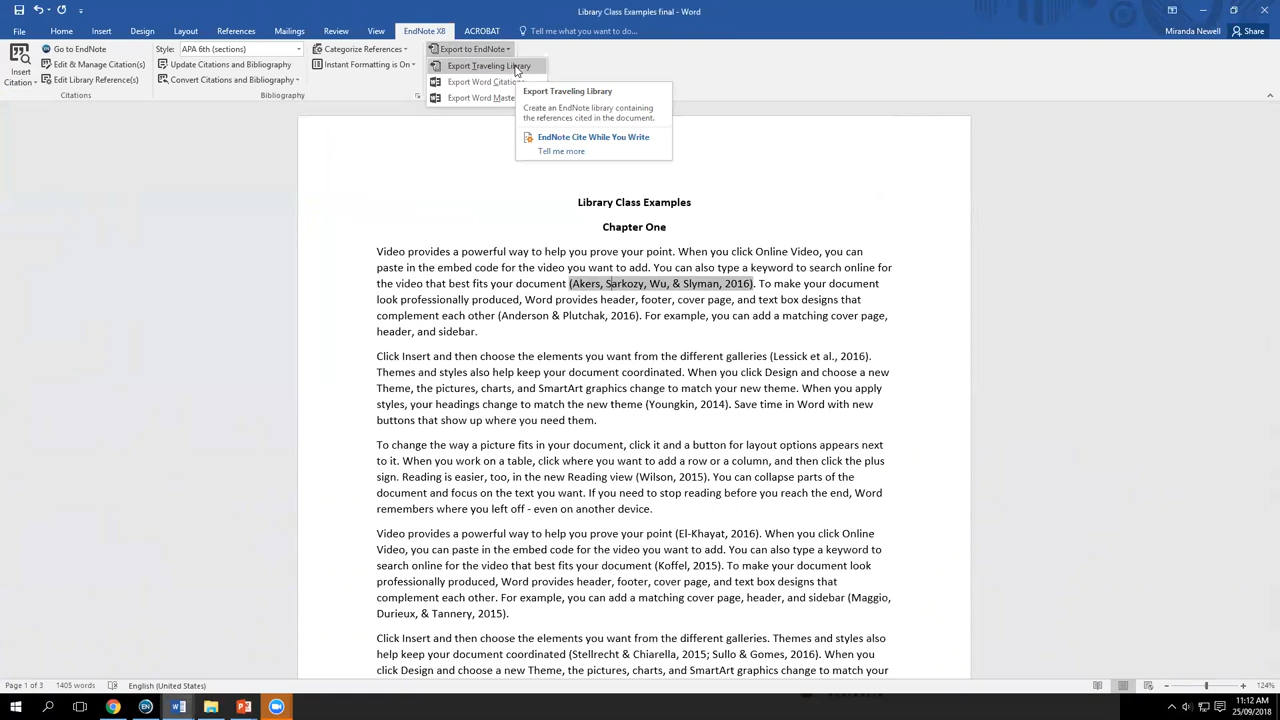 Library Class Examples final - Word
Miranda Newell
Share
File
Insert
Design
Layout
References
Mailings
Review
View
EndNote X8
ACROBAT
Tell me what you want to do...
Insert
Citation
Go to EndNote
Edit & Manage Citation(s)
Edit Library Reference(s)
Citations
Style:
APA 6th (sections)
Update Citations and Bibliography
Convert Citations and Bibliography
Bibliography
Categorize References
Instant Formatting is On
Export to EndNote
Export Traveling Library
Export Word
Export Word
Export Traveling Library
Create an EndNote library containing
the references cited in the document.
EndNote Cite While You Write
Tell me more
Library Class Examples
Chapter One
Video provides a powerful way to help you prove your point. When you click Online Video, you can
paste in the embed code for the video you want to add. You can also type a keyword to search online for
the video that best fits your document (Akers, Sarkozy, Wu, & Slyman, 2016). To make your document
look professionally produced, Word provides header, footer, cover page, and text box designs that
complement each other (Anderson & Plutchak, 2016). For example, you can add a matching cover page,
header, and sidebar.
Click Insert and then choose the elements you want from the different galleries (Lessick et al., 2016).
Themes and styles also help keep your document coordinated. When you click Design and choose a new
Theme, the pictures, charts, and SmartArt graphics change to match your new theme. When you apply
styles, your headings change to match the new theme (Youngkin, 2014). Save time in Word with new
buttons that show up where you need them.
To change the way a picture fits in your document, click it and a button for layout options appears next
to it. When you work on a table, click where you want to add a row or a column, and then click the plus
sign. Reading is easier, too, in the new Reading view (Wilson, 2015). You can collapse parts of the
document and focus on the text you want. If you need to stop reading before you reach the end, Word
remembers where you left off - even on another device.
Video provides a powerful way to help you prove your point (El-Khayat, 2016). When you click Online
Video, you can paste in the embed code for the video you want to add. You can also type a keyword to
search online for the video that best fits your document (Koffel, 2015). To make your document look
professionally produced, Word provides header, footer, cover page, and text box designs that
complement each other. For example, you can add a matching cover page, header, and sidebar (Maggio,
Durieux, & Tannery, 2015).
Click Insert and then choose the elements you want from the different galleries. Themes and styles also
help keep your document coordinated (Stellrecht & Chiarella, 2015; Sullo & Gomes, 2016). When you
click Design and choose a new Theme, the pictures, charts, and SmartArt graphics change to match your
Page 1 of 3
1405 words
English (United States)
124%
11:12 AM
25/09/2018